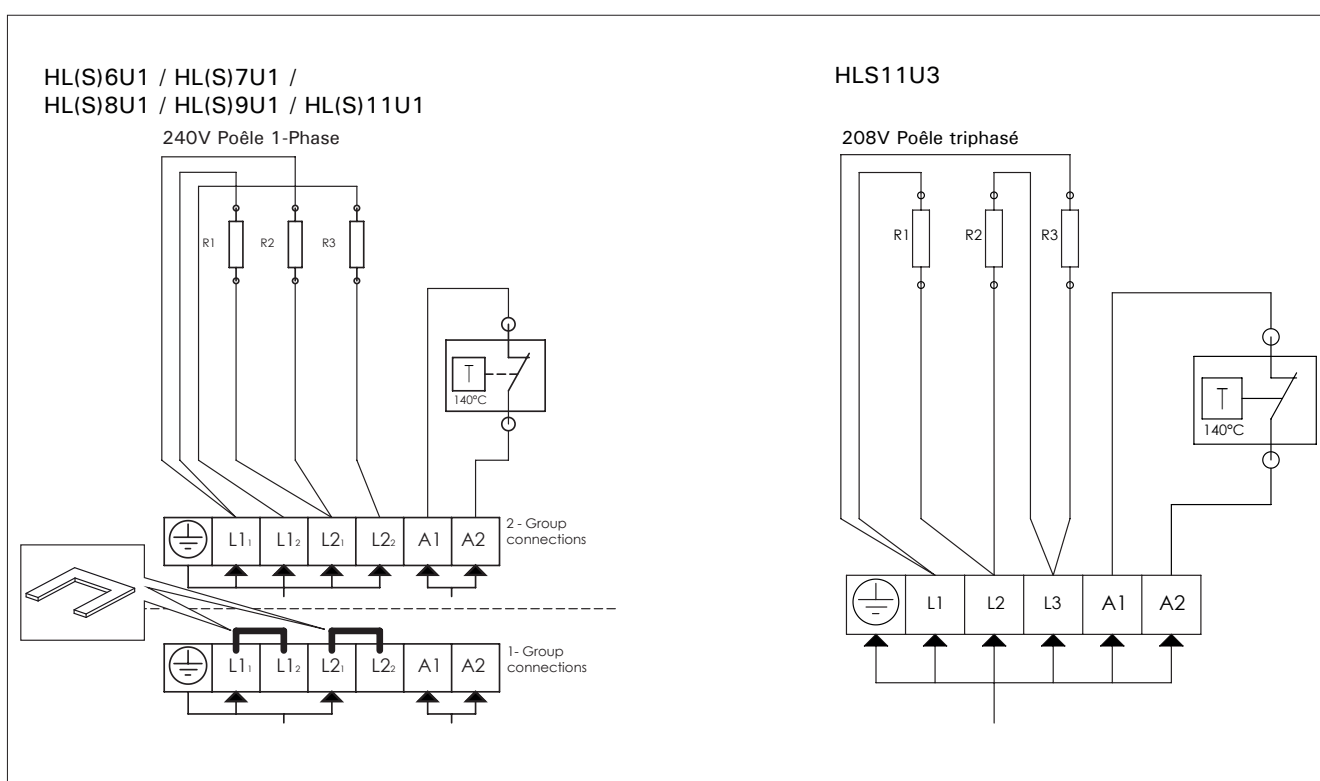 HL(S)6U1 / HL(S)7U1 /
HL(S)8U1 / HL(S)9U1 / HL(S)11U1
240V Poêle 1-Phase
R1
R2
R3
T
140°C
L1₁
L1₂
L2₁
L2₂
A1
A2
2 - Group
connections
L1₁
L1₂
L2₁
L2₂
A1
A2
1- Group
connections
HLS11U3
208V Poêle triphasé
R1
R2
R3
T
140°C
L1
L2
L3
A1
A2